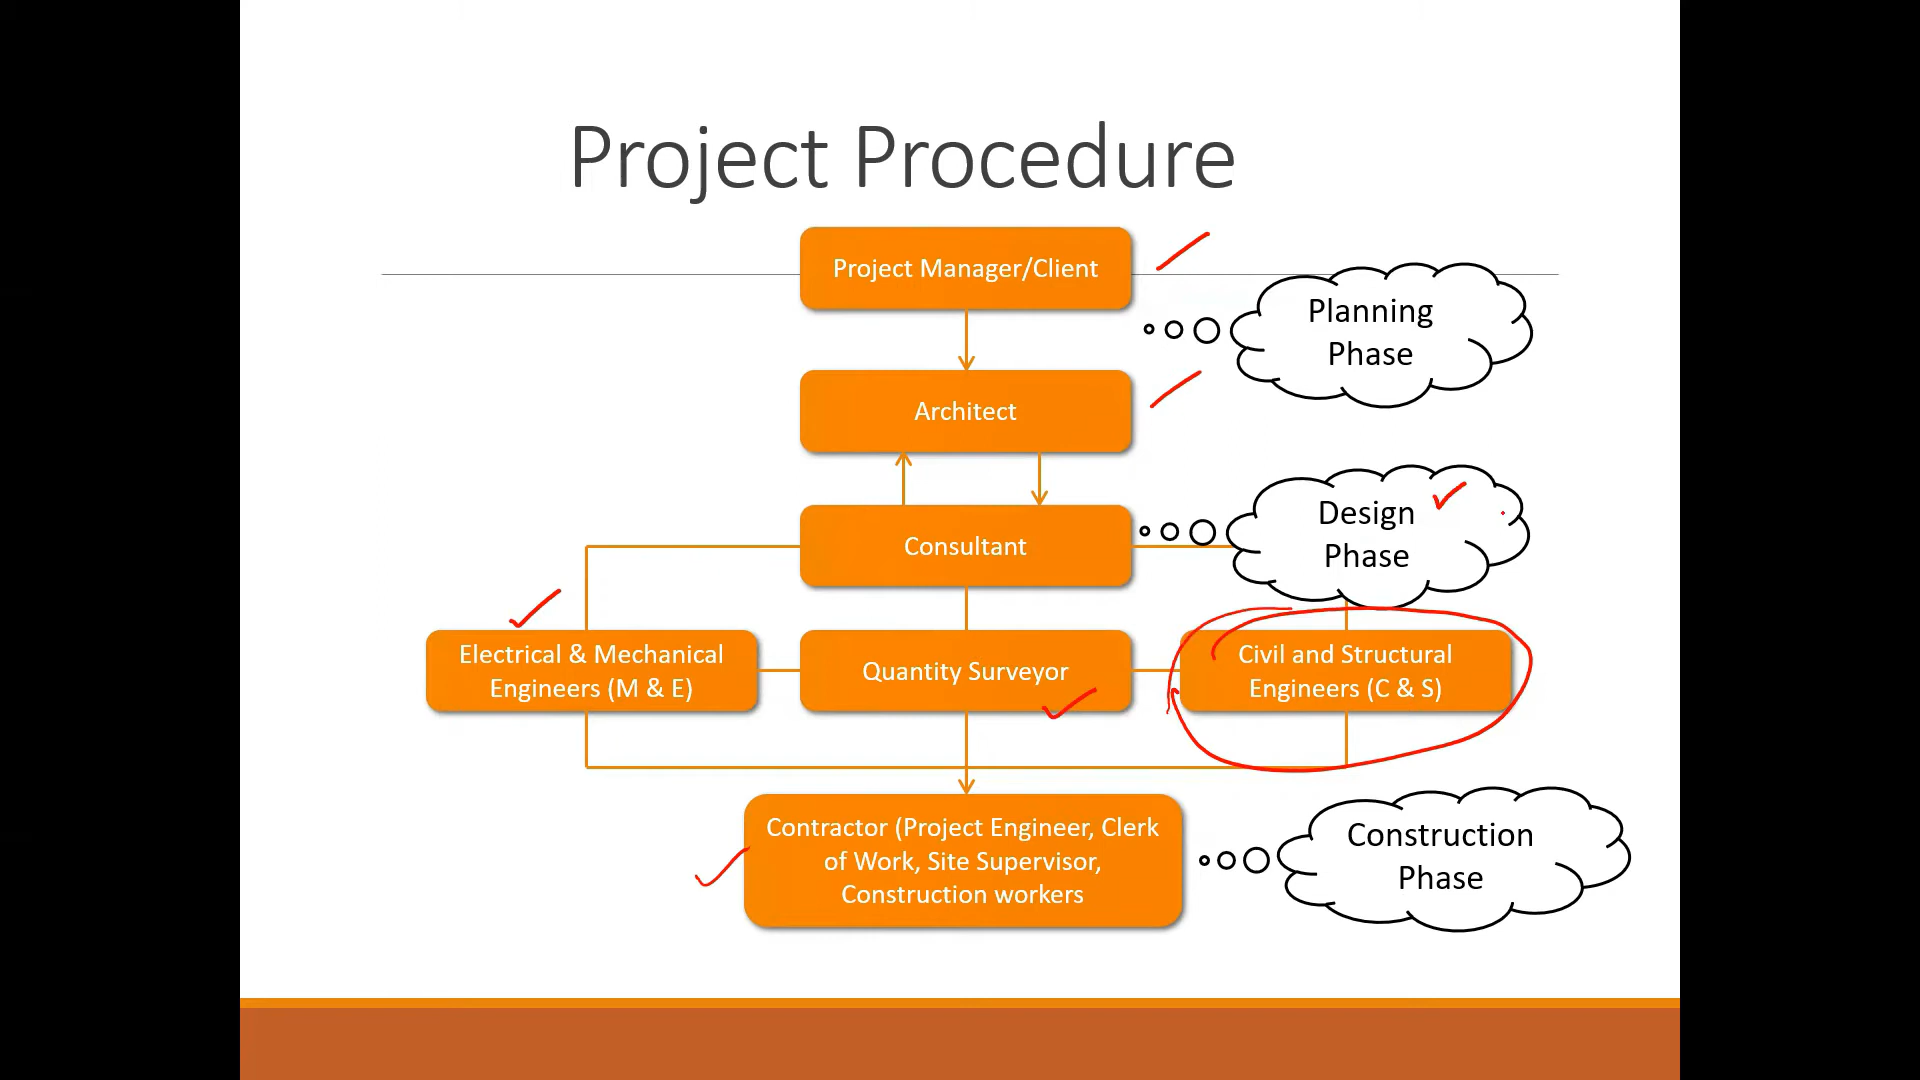 Project Procedure
Project Manager/Client
Planning
Phase
Architect
Design
Phase
Consultant
Electrical & Mechanical
Engineers (M & E)
Quantity Surveyor
Civil and Structural
Engineers (C & S)
Contractor (Project Engineer, Clerk
of Work, Site Supervisor,
Construction workers
Construction
Phase